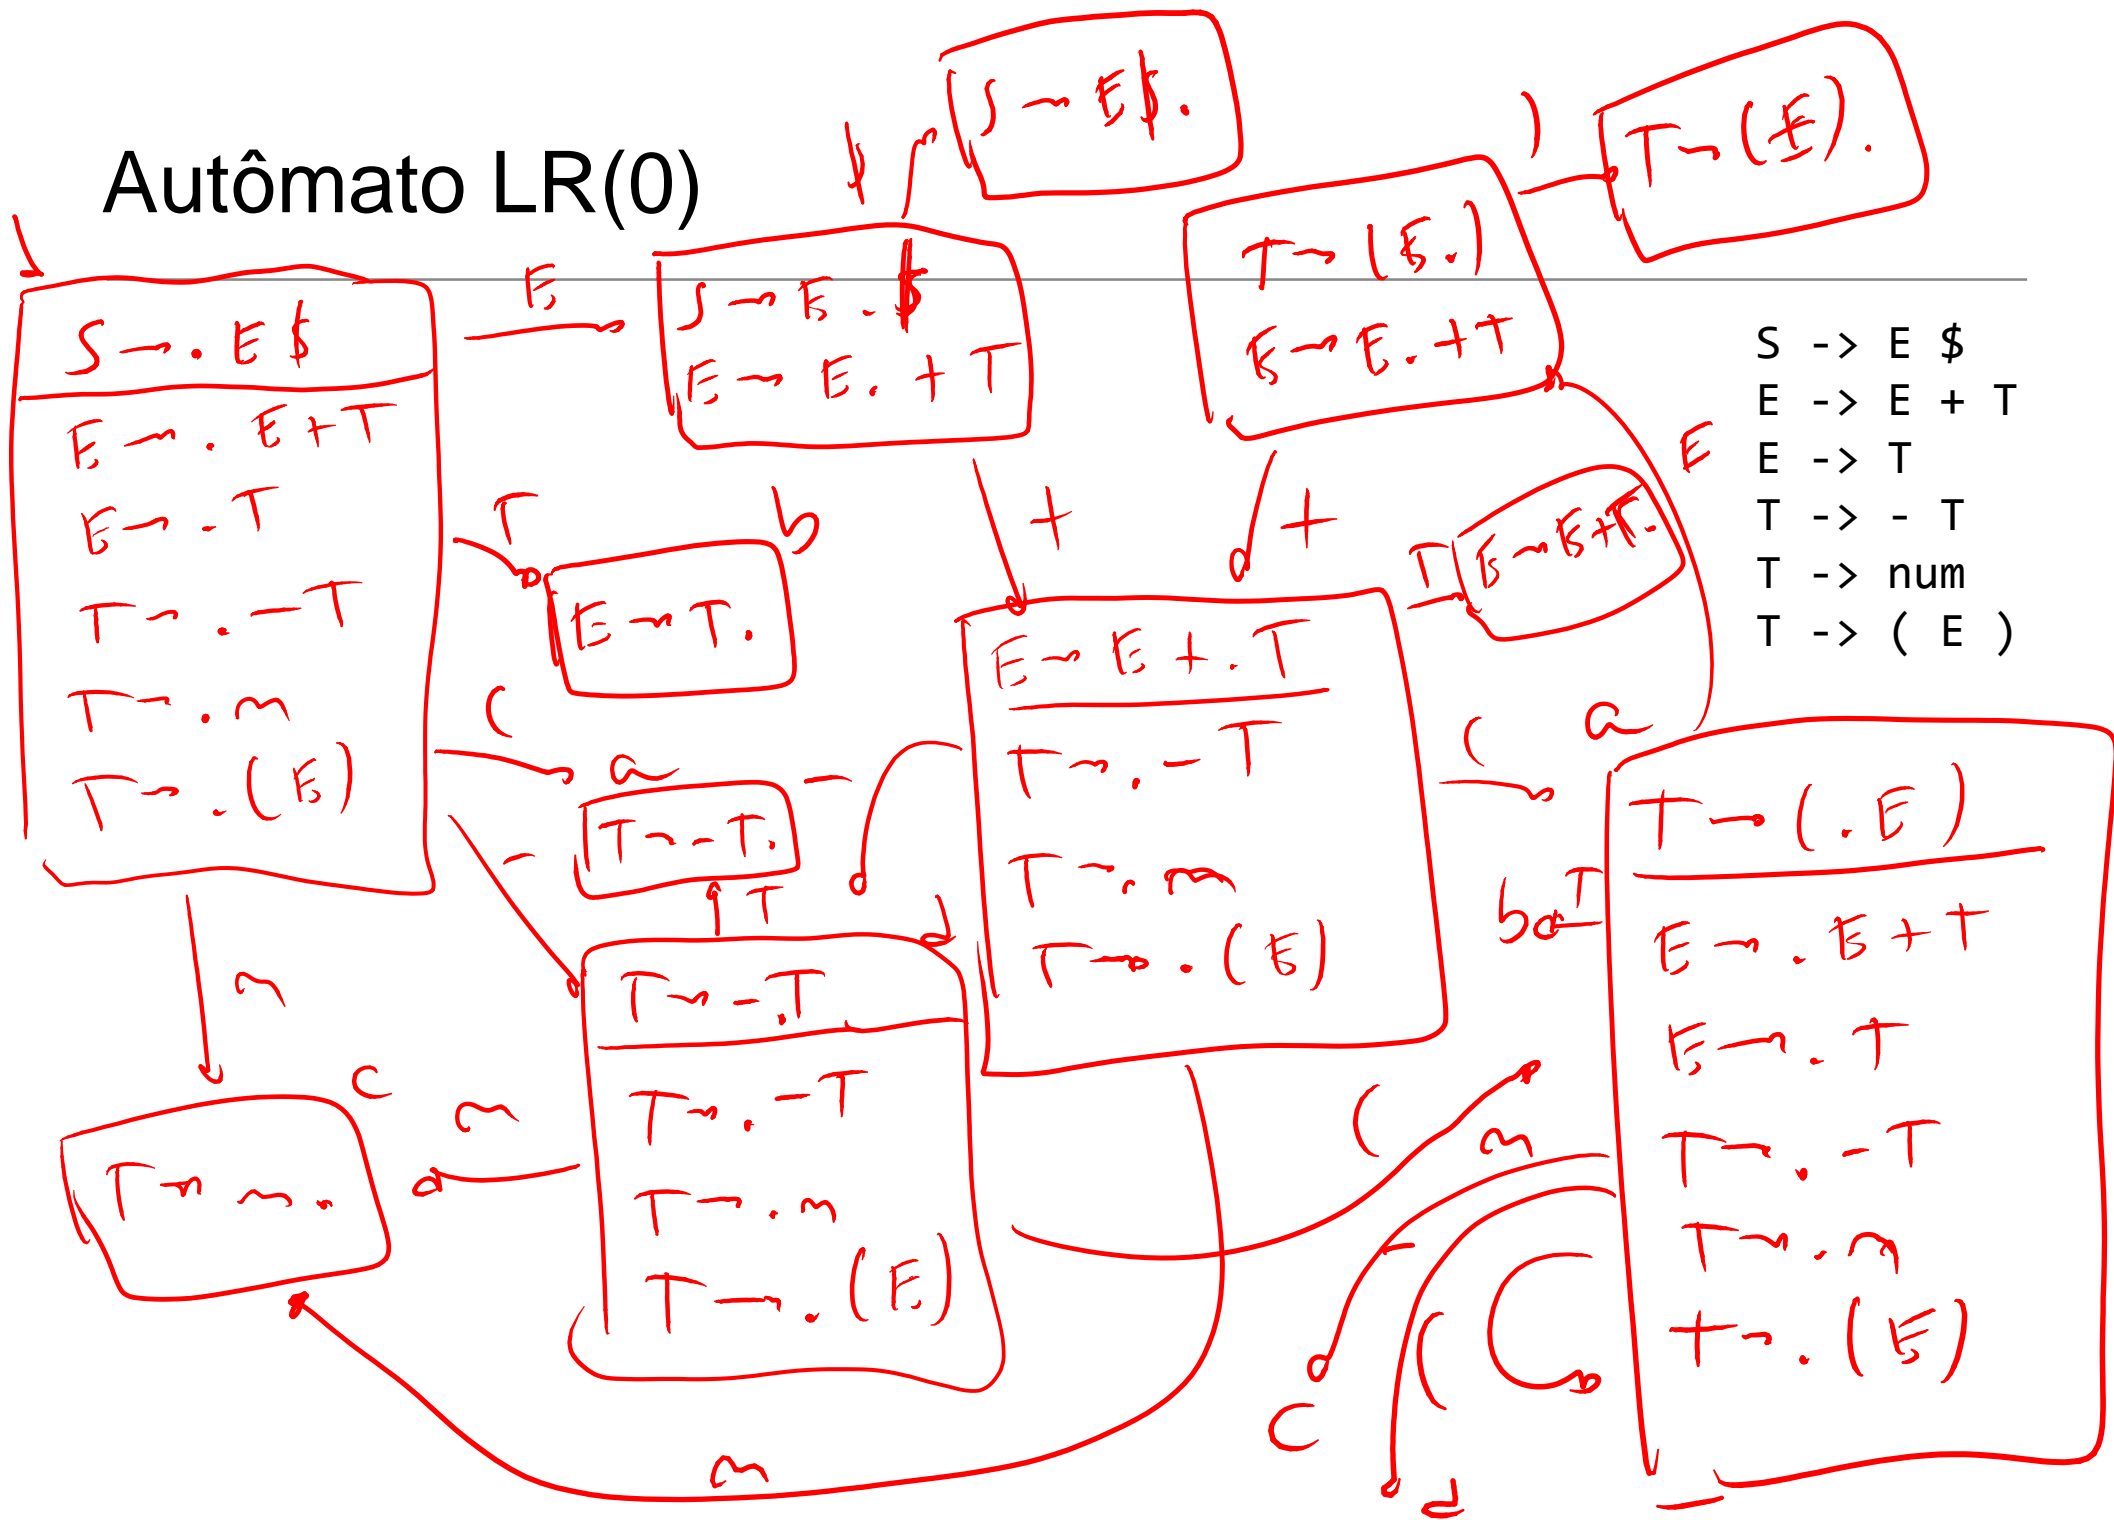 Autômato LR(0)
S -> E $
E -> E + T
E -> T
T -> - T
T -> num
T -> ( E )
S → . E $
E → . E + T
E → . T
T → . - T
T → . n
T → . ( E )
E
S → E . $
E → E . + T
$
S → E $ .
T
b
E → T .
(
a
-
n
c
T → n .
T → - T .
T
d
T → - . T
T → . - T
T → . n
T → . ( E )
n
+
+
E → E + . T
T → . - T
T → . n
T → . ( E )
-
T
E → E + T .
T → ( E . )
E → E . + T
)
T → ( E ) .
E
(
a
T → ( . E )
E → . E + T
E → . T
T → . - T
T → . n
T → . ( E )
b
T
(
n
c
-
d
(
n